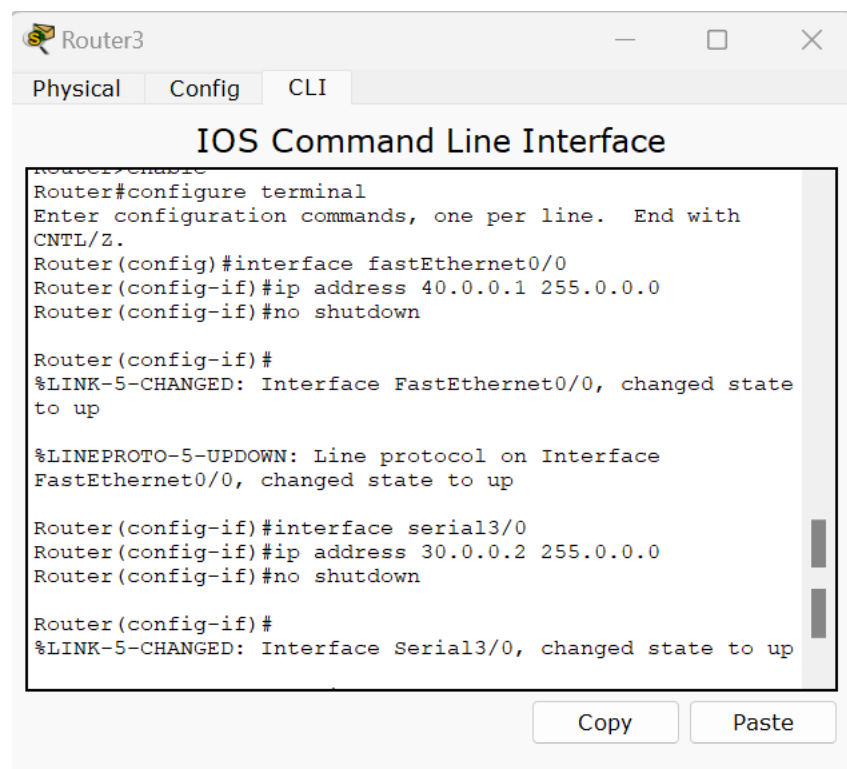 Router3
Physical Config CLI
IOS Command Line Interface
Router>enable
Router#configure terminal
Enter configuration commands, one per line.  End with
CNTL/Z.
Router(config)#interface fastEthernet0/0
Router(config-if)#ip address 40.0.0.1 255.0.0.0
Router(config-if)#no shutdown
Router(config-if)#
%LINK-5-CHANGED: Interface FastEthernet0/0, changed state
to up
%LINEPROTO-5-UPDOWN: Line protocol on Interface
FastEthernet0/0, changed state to up
Router(config-if)#interface serial3/0
Router(config-if)#ip address 30.0.0.2 255.0.0.0
Router(config-if)#no shutdown
Router(config-if)#
%LINK-5-CHANGED: Interface Serial3/0, changed state to up
Copy Paste